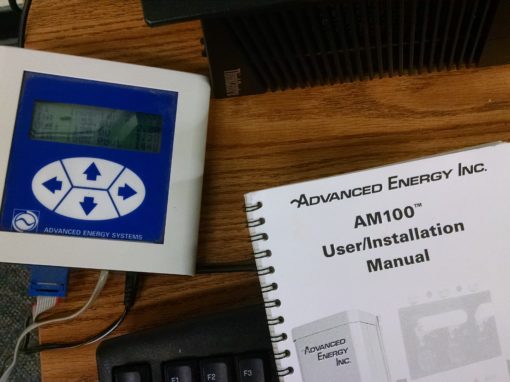 ADVANCED ENERGY SYSTEMS
ADVANCED ENERGY INC.
AM100™
User/Installation
Manual
ADVANCED
ENERGY
INC.
F1
F2
F3